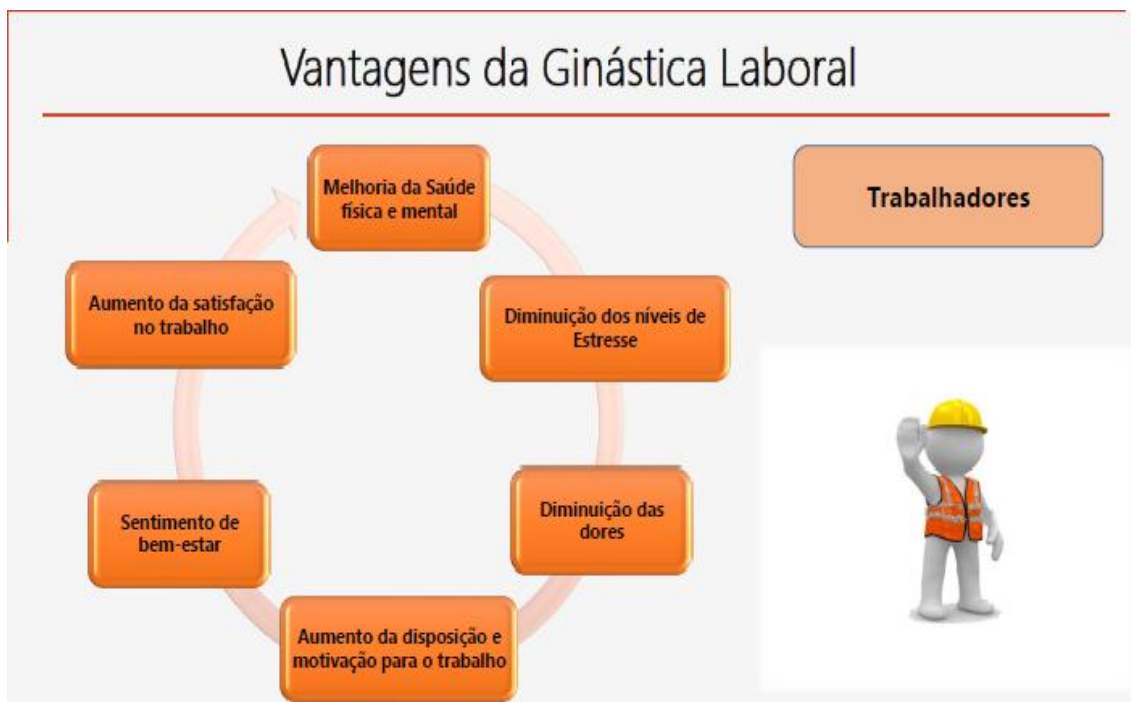 Vantagens da Ginástica Laboral
Melhoria da Saúde
física e mental
Trabalhadores
Diminuição dos níveis de
Estresse
Diminuição das
dores
Aumento da disposição e
motivação para o trabalho
Sentimento de
bem-estar
Aumento da satisfação
no trabalho